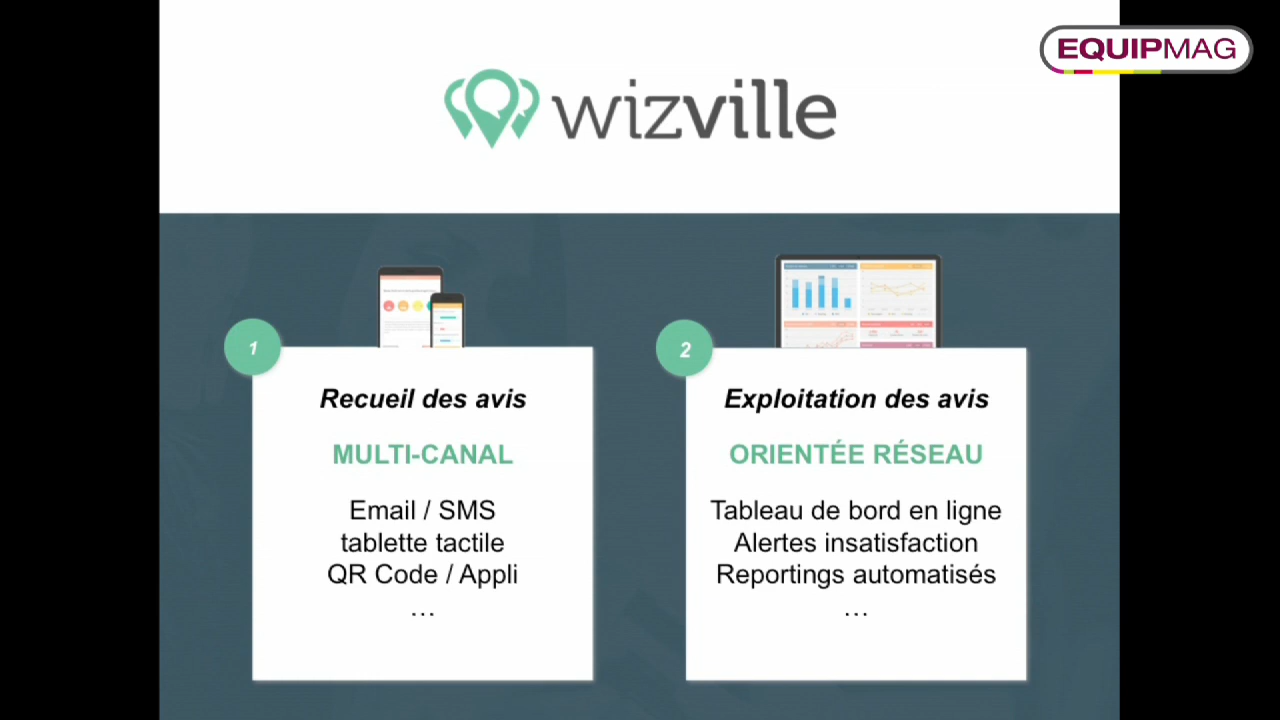 EQUIPMAG
wizville
1
Recueil des avis
MULTI-CANAL
Email / SMS
tablette tactile
QR Code / Appli
…
2
Exploitation des avis
ORIENTÉE RÉSEAU
Tableau de bord en ligne
Alertes insatisfaction
Reportings automatisés
…